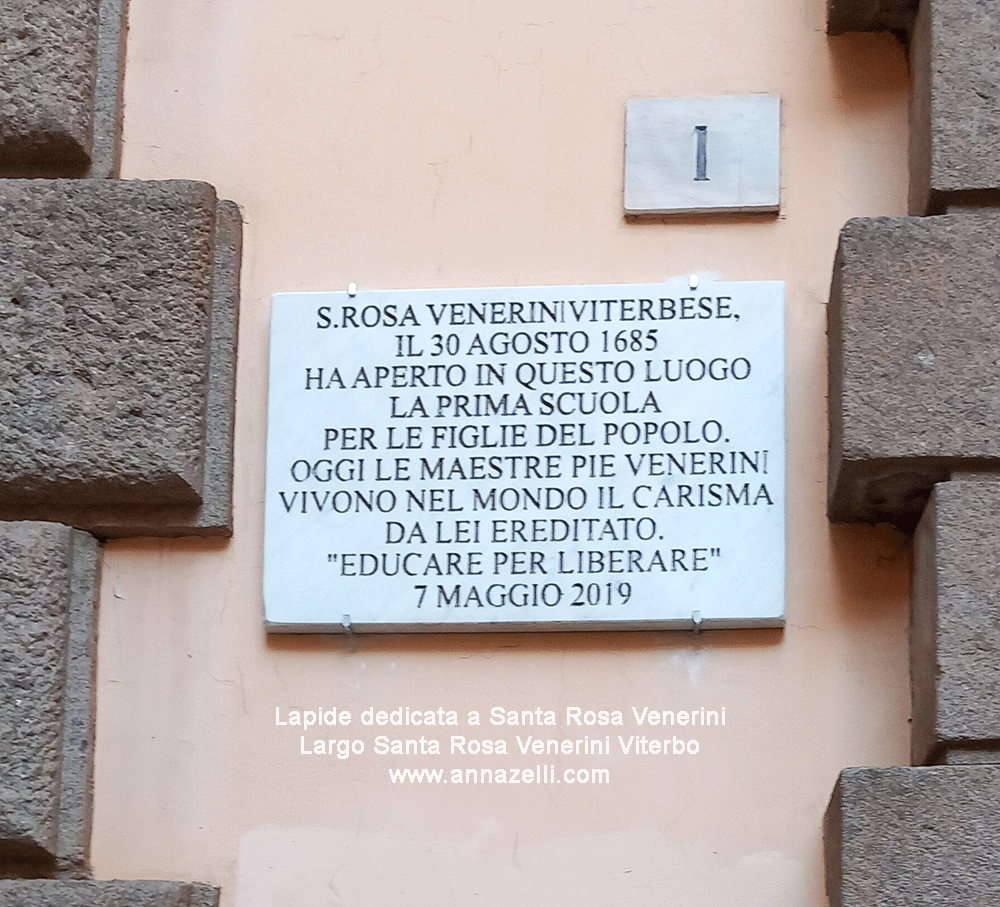 1
S.ROSA VENERINI VITERBESE,
IL 30 AGOSTO 1685
HA APERTO IN QUESTO LUOGO
LA PRIMA SCUOLA
PER LE FIGLIE DEL POPOLO.
OGGI LE MAESTRE PIE VENERINI
VIVONO NEL MONDO IL CARISMA
DA LEI EREDITATO.
"EDUCARE PER LIBERARE"
7 MAGGIO 2019
Lapide dedicata a Santa Rosa Venerini
Largo Santa Rosa Venerini Viterbo
www.annazelli.com